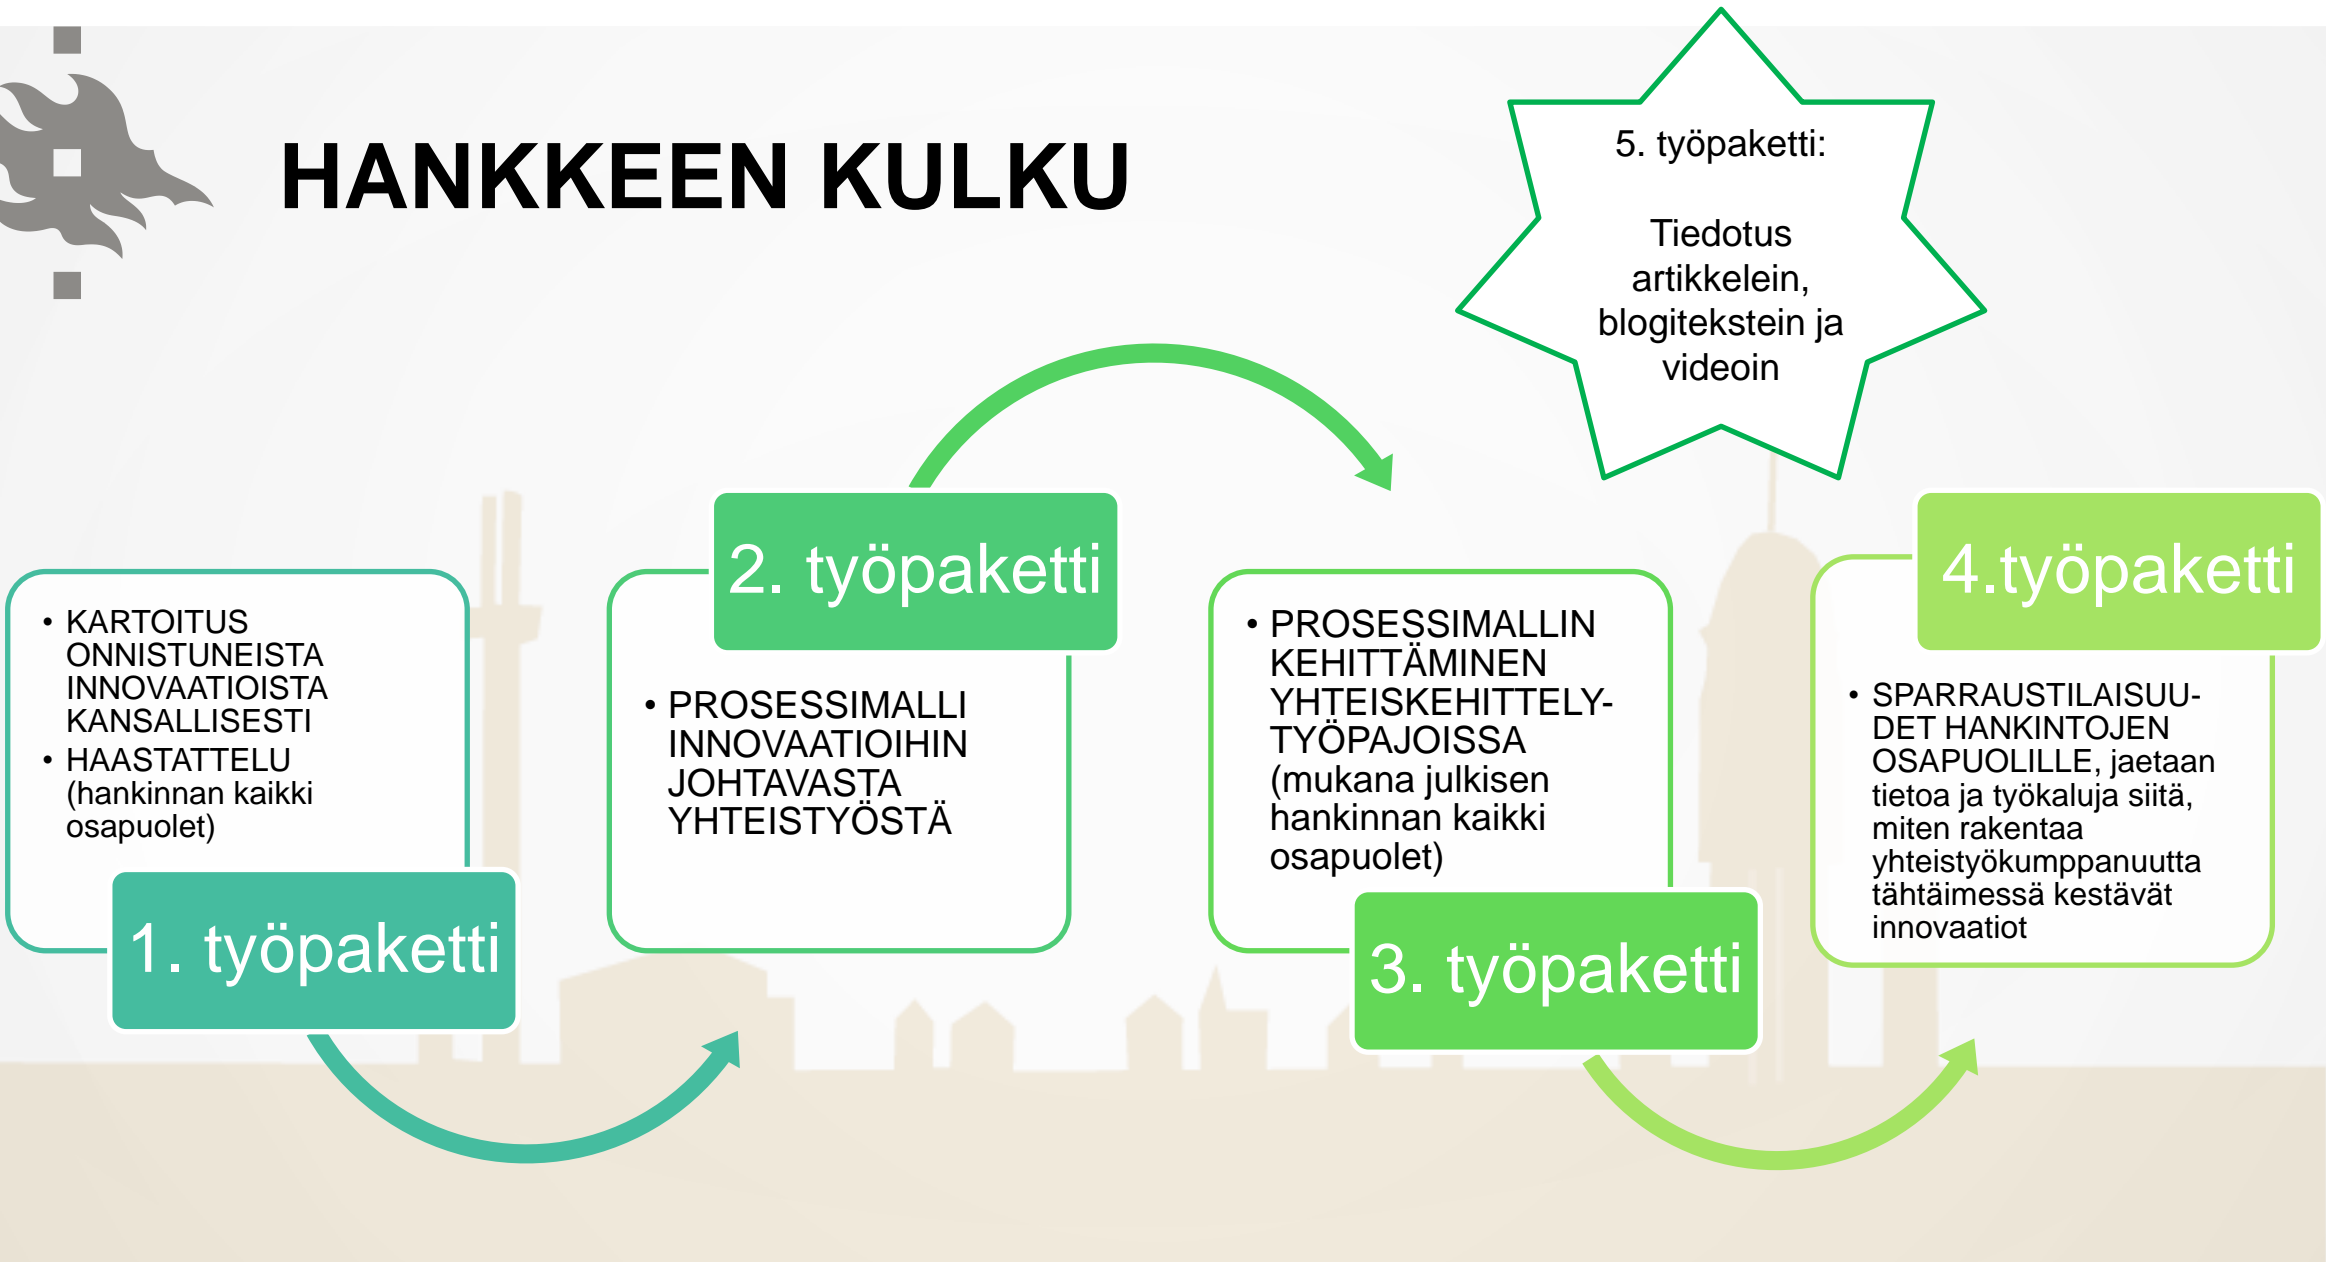 HANKKEEN KULKU
5. työpaketti:
Tiedotus
artikkelein,
blogitekstein ja
videoin
• KARTOITUS
ONNISTUNEISTA
INNOVAATIOISTA
KANSALLISESTI
• HAASTATTELU
(hankinnan kaikki
osapuolet)
1. työpaketti
2. työpaketti
• PROSESSIMALLI
INNOVAATIOIHIN
JOHTAVASTA
YHTEISTYÖSTÄ
• PROSESSIMALLIN
KEHITTÄMINEN
YHTEISKEHITTELY-
TYÖPAJOISSA
(mukana julkisen
hankinnan kaikki
osapuolet)
3. työpaketti
4.työpaketti
• SPARRAUSTILAISUU-
DET HANKINTOJEN
OSAPUOLILLE, jaetaan
tietoa ja työkaluja siitä,
miten rakentaa
yhteistyökumppanuutta
tähtäimessä kestävät
innovaatiot